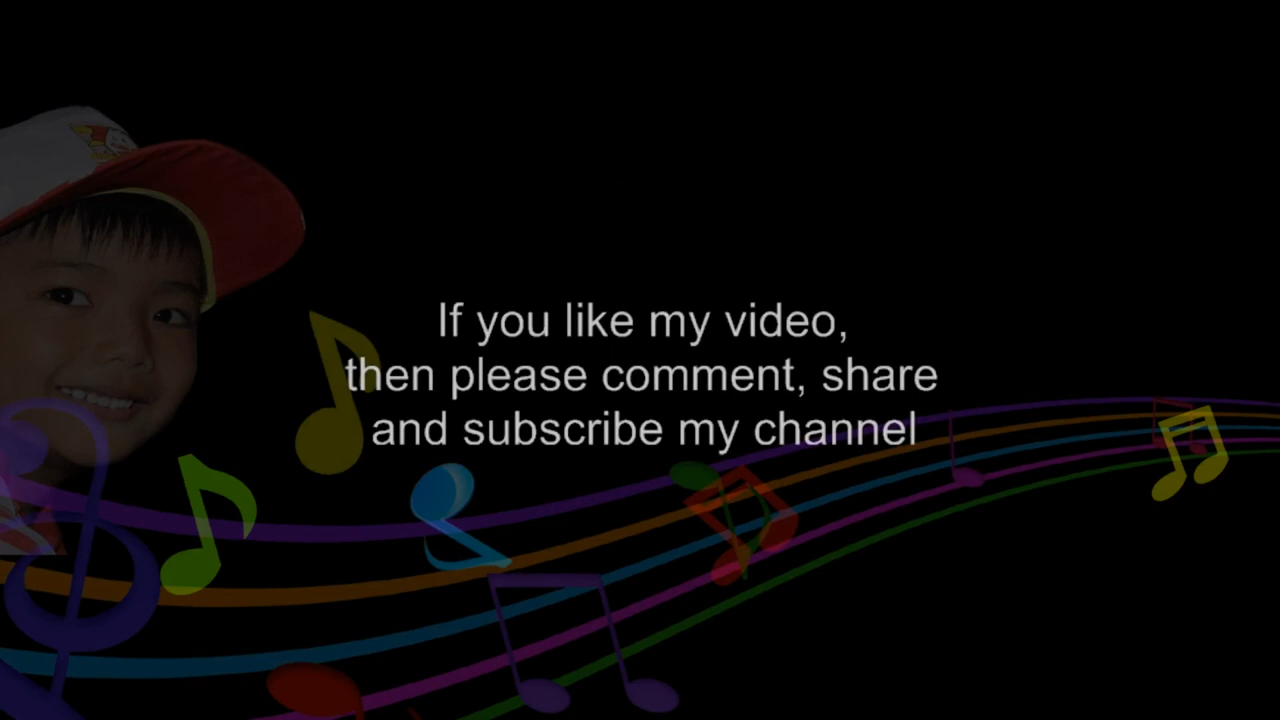 If you like my video,
then please comment, share
and subscribe my channel